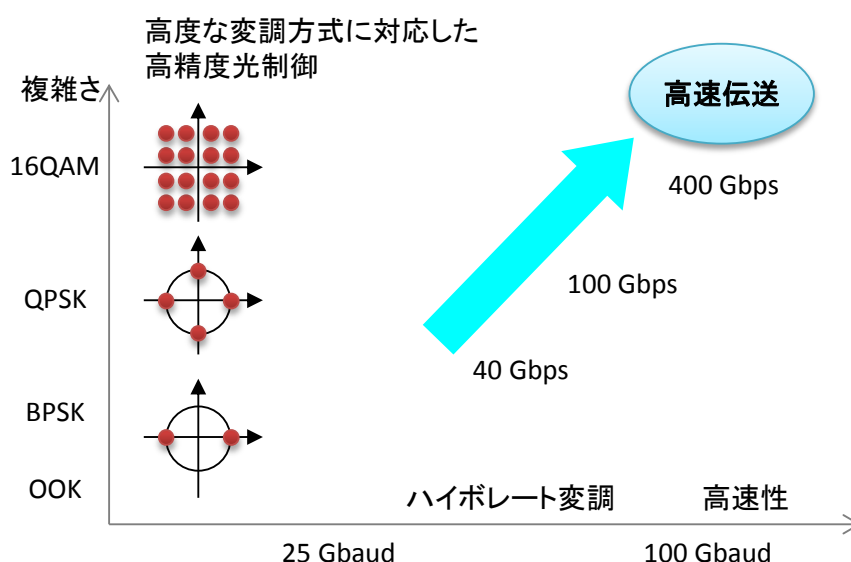 高度な変調方式に対応した
高精度光制御
複雑さ
高速伝送
16QAM
400 Gbps
QPSK
100 Gbps
40 Gbps
BPSK
OOK
ハイボレート変調
高速性
25 Gbaud
100 Gbaud